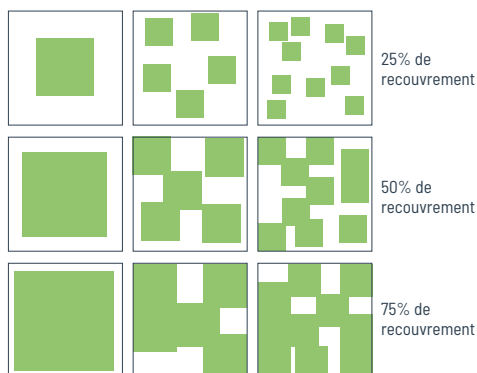 25% de
recouvrement
50% de
recouvrement
75% de
recouvrement